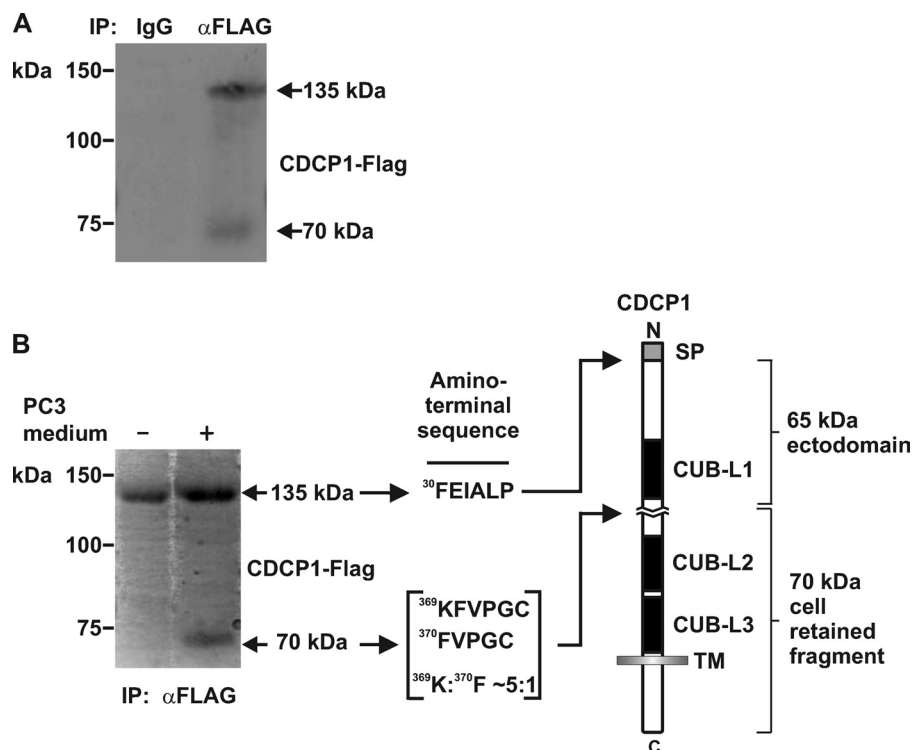 A
IP: IgG αFLAG
kDa
150
135 kDa
100
CDCP1-Flag
75
70 kDa
B
PC3
medium – +
kDa
150
135 kDa
100
CDCP1-Flag
75
70 kDa
IP: αFLAG
Amino-
terminal
sequence
³⁰FEIALP
³⁶⁹KFVPGC
³⁷⁰FVPGC
³⁶⁹K:³⁷⁰F ~5:1
CDCP1
N
SP
CUB-L1
CUB-L2
CUB-L3
TM
C
65 kDa
ectodomain
70 kDa
cell
retained
fragment